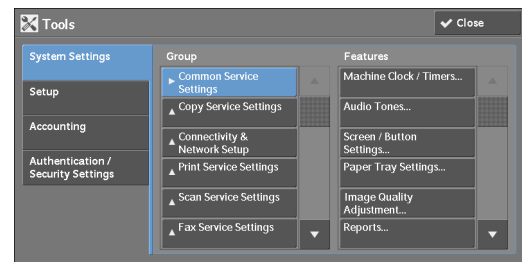 Tools
Close
System Settings
Setup
Accounting
Authentication /
Security Settings
Group
Common Service
Settings
Copy Service Settings
Connectivity &
Network Setup
Print Service Settings
Scan Service Settings
Fax Service Settings
Features
Machine Clock / Timers...
Audio Tones...
Screen / Button
Settings...
Paper Tray Settings...
Image Quality
Adjustment...
Reports...